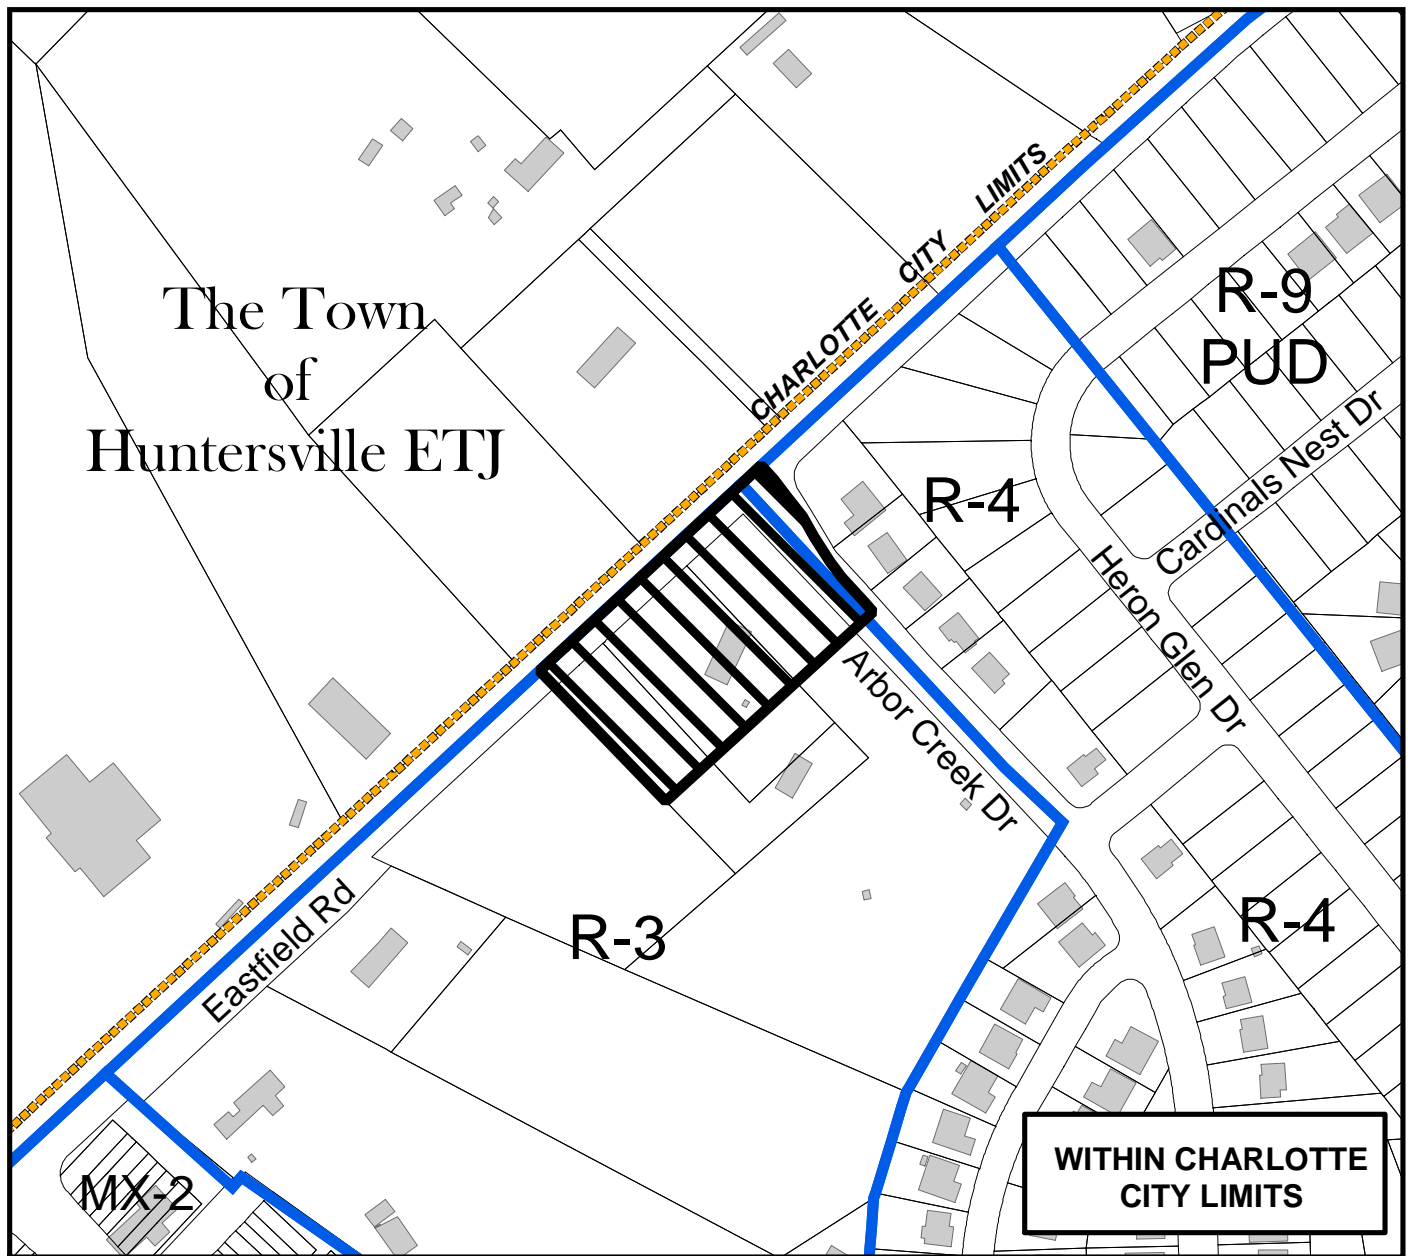 The Town
of
Huntersville ETJ
CHARLOTTE CITY LIMITS
R-9
PUD
R-4
Cardinals Nest Dr
Heron Glen Dr
Arbor Creek Dr
Eastfield Rd
R-3
R-4
MX-2
WITHIN CHARLOTTE
CITY LIMITS